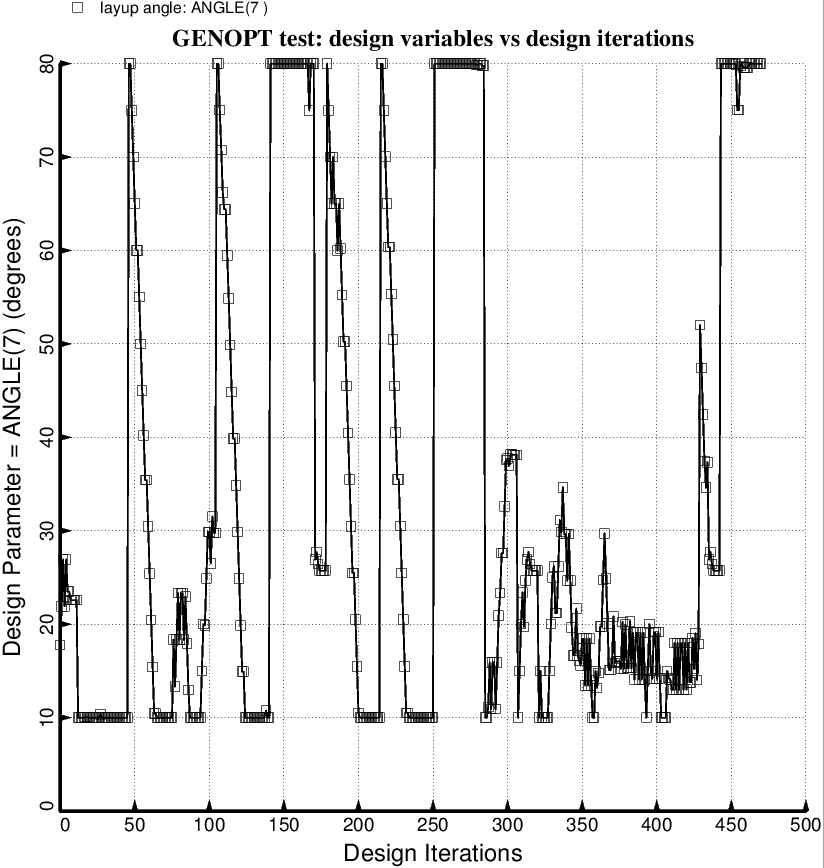 layup angle: ANGLE(7 )
GENOPT test: design variables vs design iterations
Design Parameter = ANGLE(7) (degrees)
80
70
60
50
40
30
20
10
0
0 50 100 150 200 250 300 350 400 450 500
Design Iterations